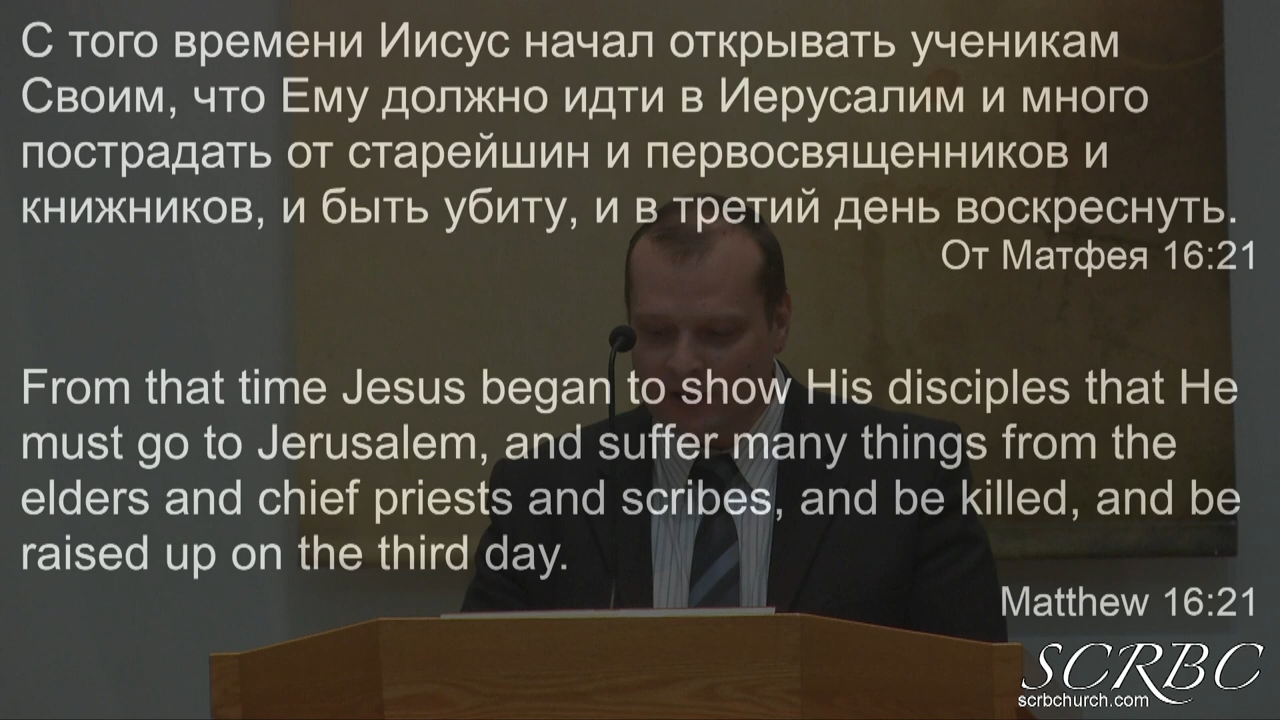 С того времени Иисус начал открывать ученикам
Своим, что Ему должно идти в Иерусалим и много
пострадать от старейшин и первосвященников и
книжников, и быть убиту, и в третий день воскреснуть.
От Матфея 16:21
From that time Jesus began to show His disciples that He
must go to Jerusalem, and suffer many things from the
elders and chief priests and scribes, and be killed, and be
raised up on the third day.
Matthew 16:21
SCRBC
scrbchurch.com